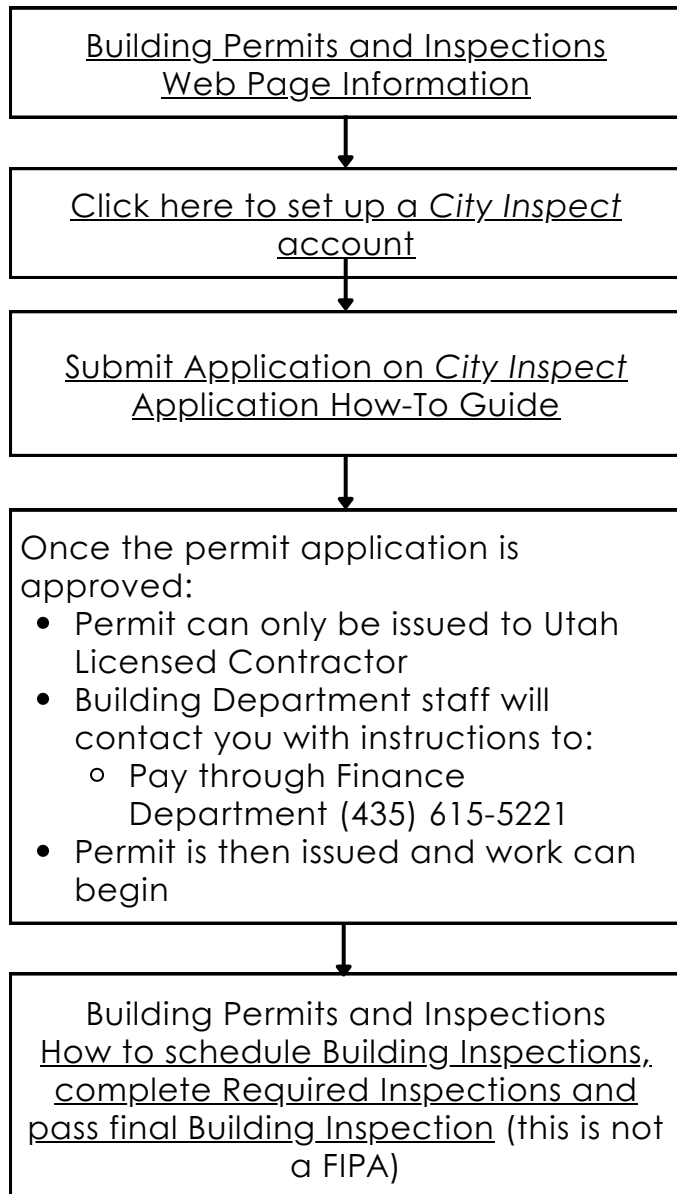 Building Permits and Inspections
Web Page Information
Click here to set up a City Inspect
account
Submit Application on City Inspect
Application How-To Guide
Once the permit application is
approved:
• Permit can only be issued to Utah
Licensed Contractor
• Building Department staff will
contact you with instructions to:
○ Pay through Finance
Department (435) 615-5221
• Permit is then issued and work can
begin
Building Permits and Inspections
How to schedule Building Inspections,
complete Required Inspections and
pass final Building Inspection (this is not
a FIPA)